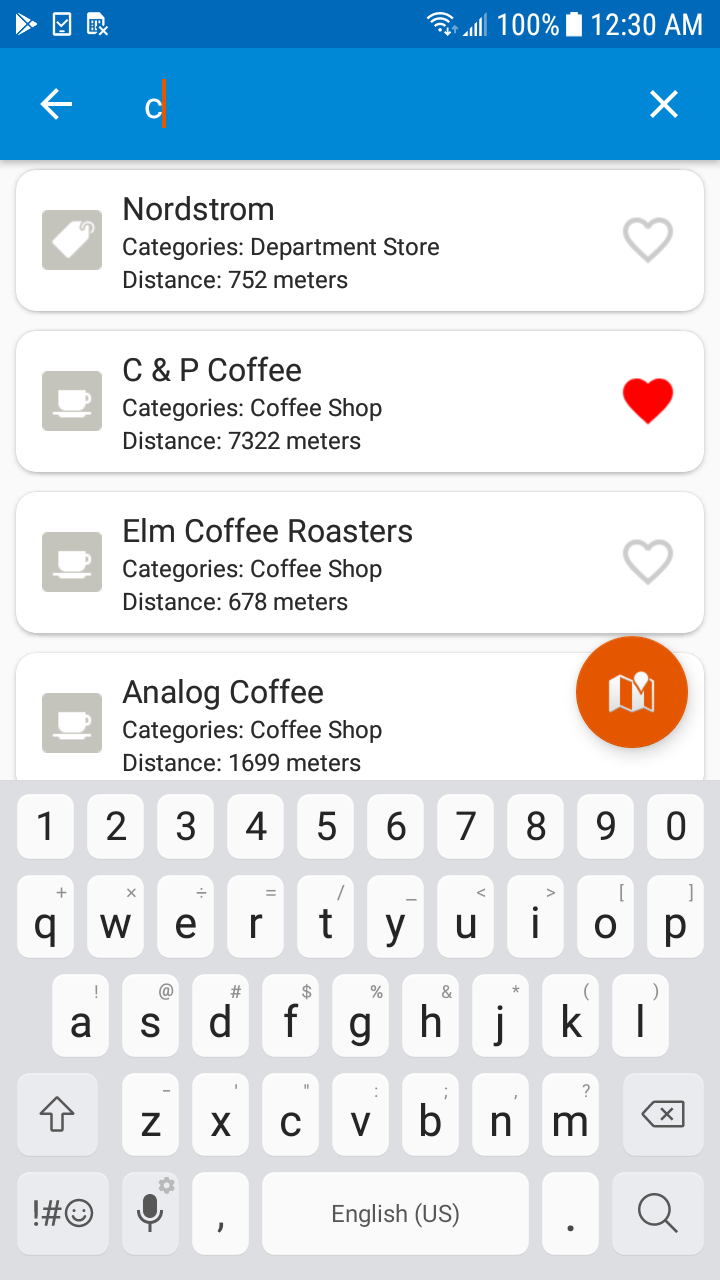 100% 12:30 AM
c
Nordstrom
Categories: Department Store
Distance: 752 meters
C & P Coffee
Categories: Coffee Shop
Distance: 7322 meters
Elm Coffee Roasters
Categories: Coffee Shop
Distance: 678 meters
Analog Coffee
Categories: Coffee Shop
Distance: 1699 meters
1 2 3 4 5 6 7 8 9 0
+ × ÷ = / _ < > [ ]
q w e r t y u i o p
! @ # $ % & * ( )
a s d f g h j k l
- ' " : ; , ?
z x c v b n m
!#☺ , English (US) .